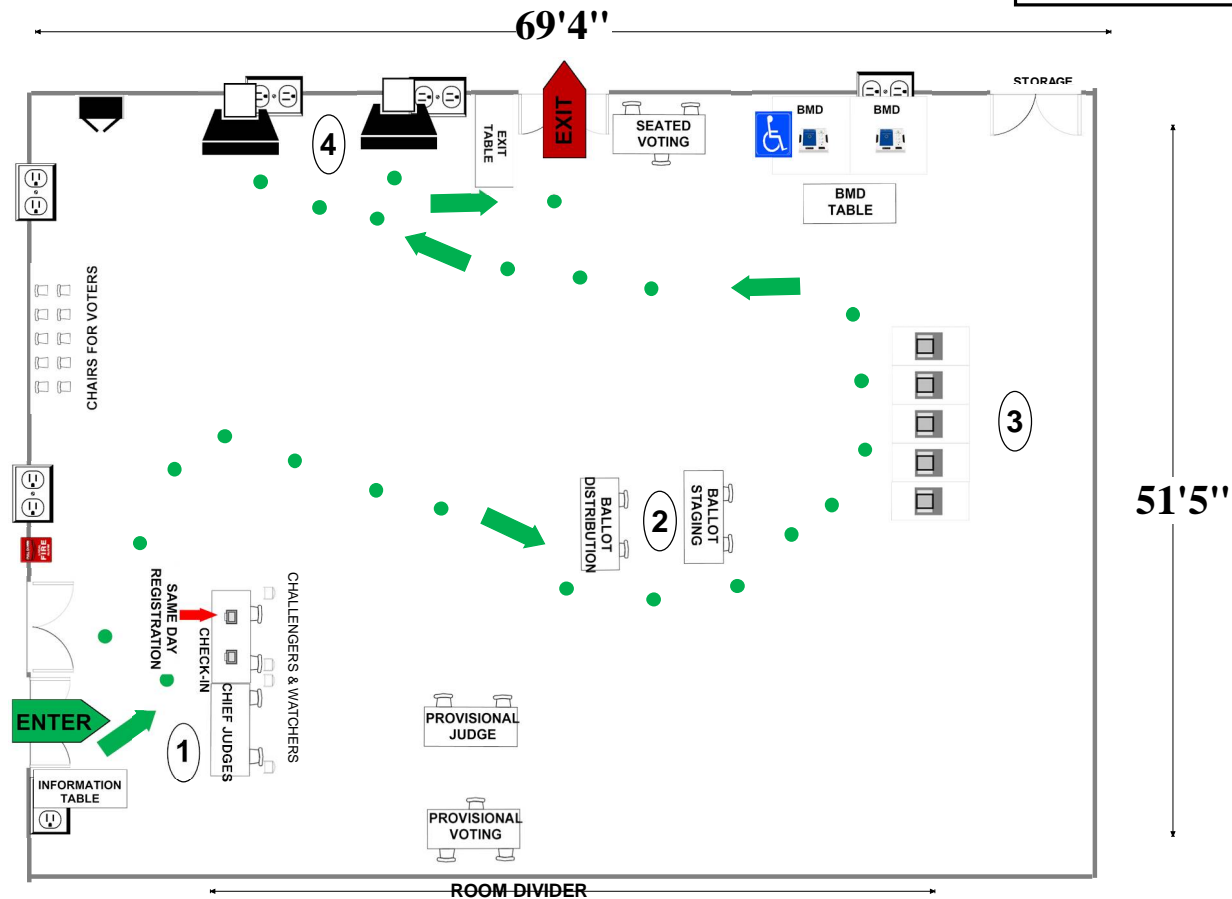 69'4"
STORAGE
EXIT
EXIT
TABLE
SEATED
VOTING
BMD
BMD
BMD
TABLE
4
CHAIRS FOR VOTERS
3
51'5"
BALLOT
DISTRIBUTION
2
BALLOT
STAGING
FIRE
SAME DAY
REGISTRATION
CHECK-IN
CHALLENGERS & WATCHERS
CHIEF JUDGES
ENTER
1
INFORMATION
TABLE
PROVISIONAL
JUDGE
PROVISIONAL
VOTING
ROOM DIVIDER